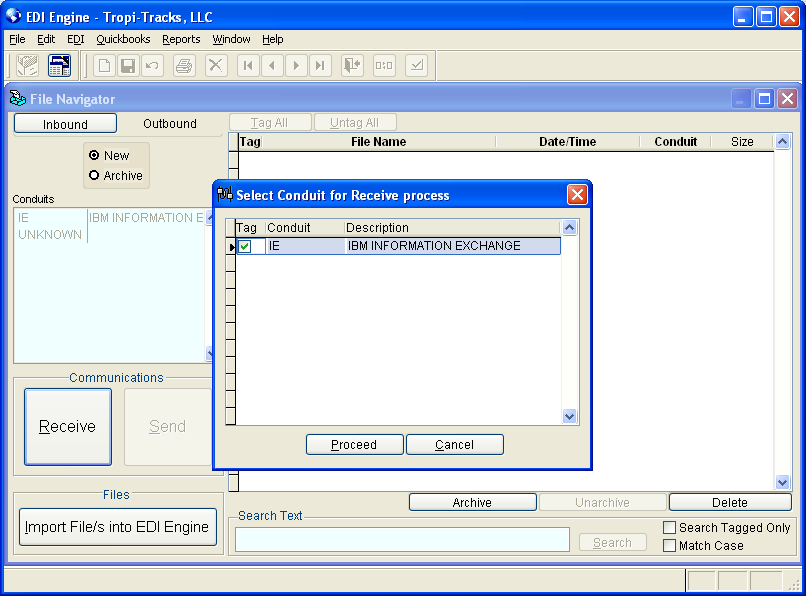 EDI Engine - Tropi-Tracks, LLC
File Edit EDI Quickbooks Reports Window Help
File Navigator
Inbound Outbound Tag All Untag All
Tag File Name Date/Time Conduit Size
New
Archive
Conduits
IE IBM INFORMATION E
UNKNOWN
Select Conduit for Receive process
Tag Conduit Description
IE IBM INFORMATION EXCHANGE
Proceed Cancel
Communications
Receive Send
Files
Import File/s into EDI Engine
Archive Unarchive Delete
Search Text
Search
Search Tagged Only
Match Case